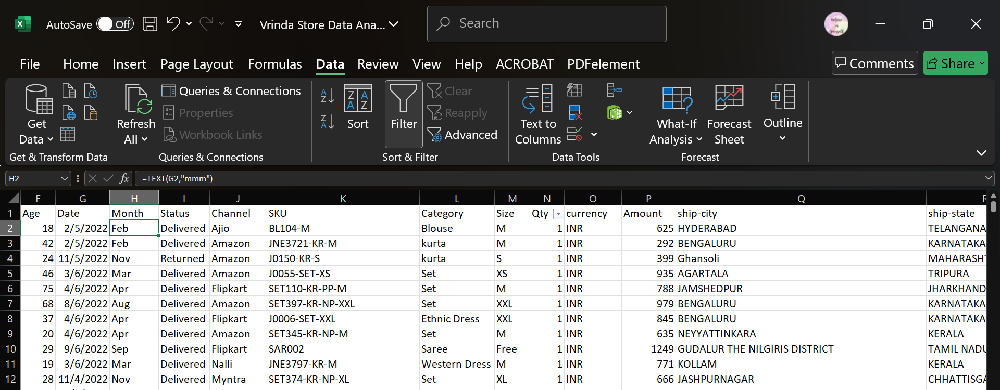 AutoSave Off Vrinda Store Data Ana... Search
File Home Insert Page Layout Formulas Data Review View Help ACROBAT PDFelement Comments Share
Get Data Refresh All Queries & Connections Properties Workbook Links Sort Filter Clear Reapply Advanced Text to Columns What-If Analysis Forecast Sheet Outline
Get & Transform Data Queries & Connections Sort & Filter Data Tools Forecast
H2 fx =TEXT(G2,"mmm")
F G H I J K L M N O P Q R
1 Age Date Month Status Channel SKU Category Size Qty currency Amount ship-city ship-state
2 18 2/5/2022 Feb Delivered Ajio BL104-M Blouse M 1 INR 625 HYDERABAD TELANGANA
3 42 2/5/2022 Feb Delivered Amazon JNE3721-KR-M kurta M 1 INR 292 BENGALURU KARNATAKA
4 24 11/5/2022 Nov Returned Amazon J0150-KR-S kurta S 1 INR 399 Ghansoli MAHARASHT
5 46 3/6/2022 Mar Delivered Amazon J0055-SET-XS Set XS 1 INR 935 AGARTALA TRIPURA
6 75 4/6/2022 Apr Delivered Flipkart SET110-KR-PP-M Set M 1 INR 788 JAMSHEDPUR JHARKHAND
7 68 8/6/2022 Aug Delivered Amazon SET397-KR-NP-XXL Set XXL 1 INR 979 BENGALURU KARNATAKA
8 37 4/6/2022 Apr Delivered Flipkart J0006-SET-XXL Ethnic Dress XXL 1 INR 845 BENGALURU KARNATAKA
9 20 4/6/2022 Apr Delivered Amazon SET345-KR-NP-M Set M 1 INR 635 NEYYATTINKARA KERALA
10 29 9/6/2022 Sep Delivered Flipkart SAR002 Saree Free 1 INR 1249 GUDALUR THE NILGIRIS DISTRICT TAMIL NADU
11 19 3/6/2022 Mar Delivered Nalli JNE3797-KR-M Western Dress M 1 INR 771 KOLLAM KERALA
12 28 11/4/2022 Nov Delivered Myntra SET374-KR-NP-XL Set XL 1 INR 666 JASHPURNAGAR CHHATTISGA